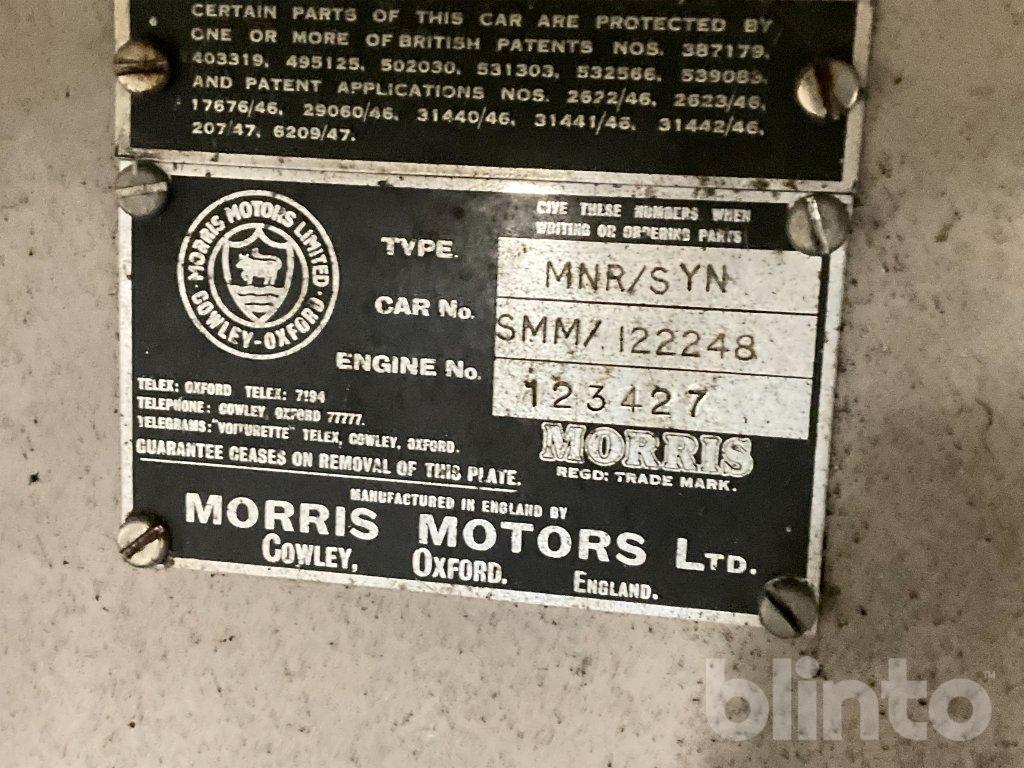 CERTAIN PARTS OF THIS CAR ARE PROTECTED BY
ONE OR MORE OF BRITISH PATENTS NOS. 387179,
403319, 495125, 502030, 531303, 532566, 539083,
AND PATENT APPLICATIONS NOS. 2622/46, 2623/46,
17676/46, 29060/46, 31440/46, 31441/46, 31442/46,
207/47, 6209/47.
MORRIS MOTORS LIMITED
COWLEY-OXFORD
GIVE THESE NUMBERS WHEN
WRITING OR ORDERING PARTS
TYPE. MNR/SYN
CAR No. SMM/ 122248
ENGINE No. 123427
TELEX: OXFORD TELEX: 7194
TELEPHONE: COWLEY, OXFORD 77777.
TELEGRAMS: "VOITURETTE" TELEX, COWLEY, OXFORD.
GUARANTEE CEASES ON REMOVAL OF THIS PLATE.
MORRIS
REGD: TRADE MARK.
MANUFACTURED IN ENGLAND BY
MORRIS MOTORS LTD.
COWLEY, OXFORD. ENGLAND.
blinto™